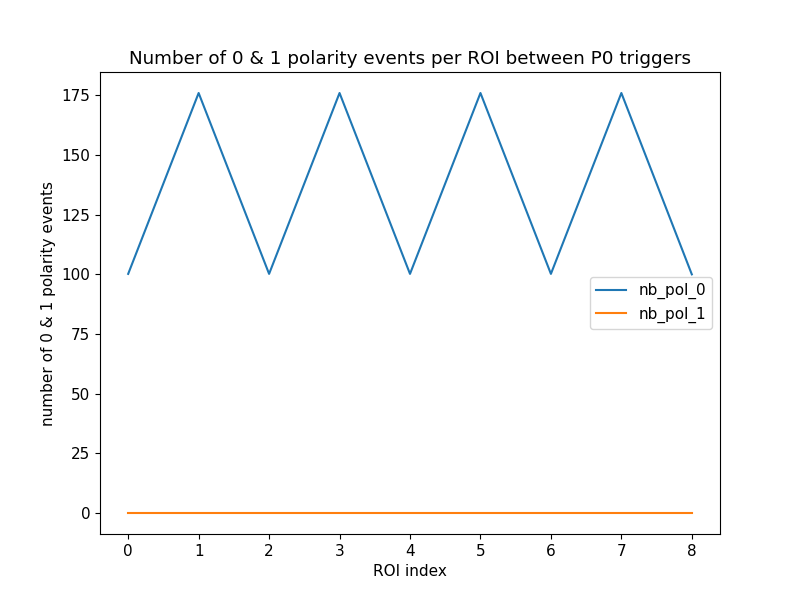 Number of 0 & 1 polarity events per ROI between P0 triggers
175
150
125
100
75
50
25
0
number of 0 & 1 polarity events
nb_pol_0
nb_pol_1
0 1 2 3 4 5 6 7 8
ROI index